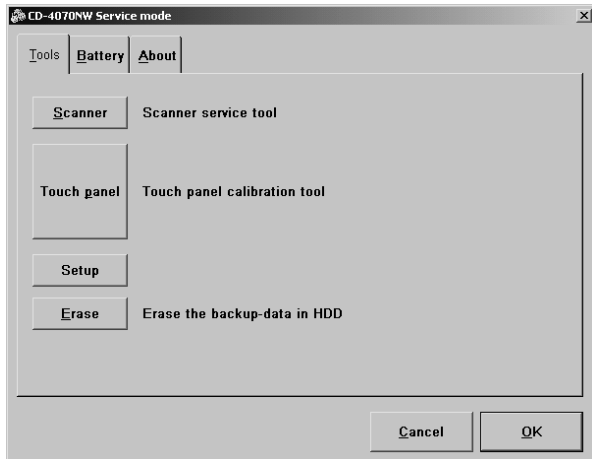 CD-4070NW Service mode
Tools Battery About
Scanner Scanner service tool
Touch panel Touch panel calibration tool
Setup
Erase Erase the backup-data in HDD
Cancel OK